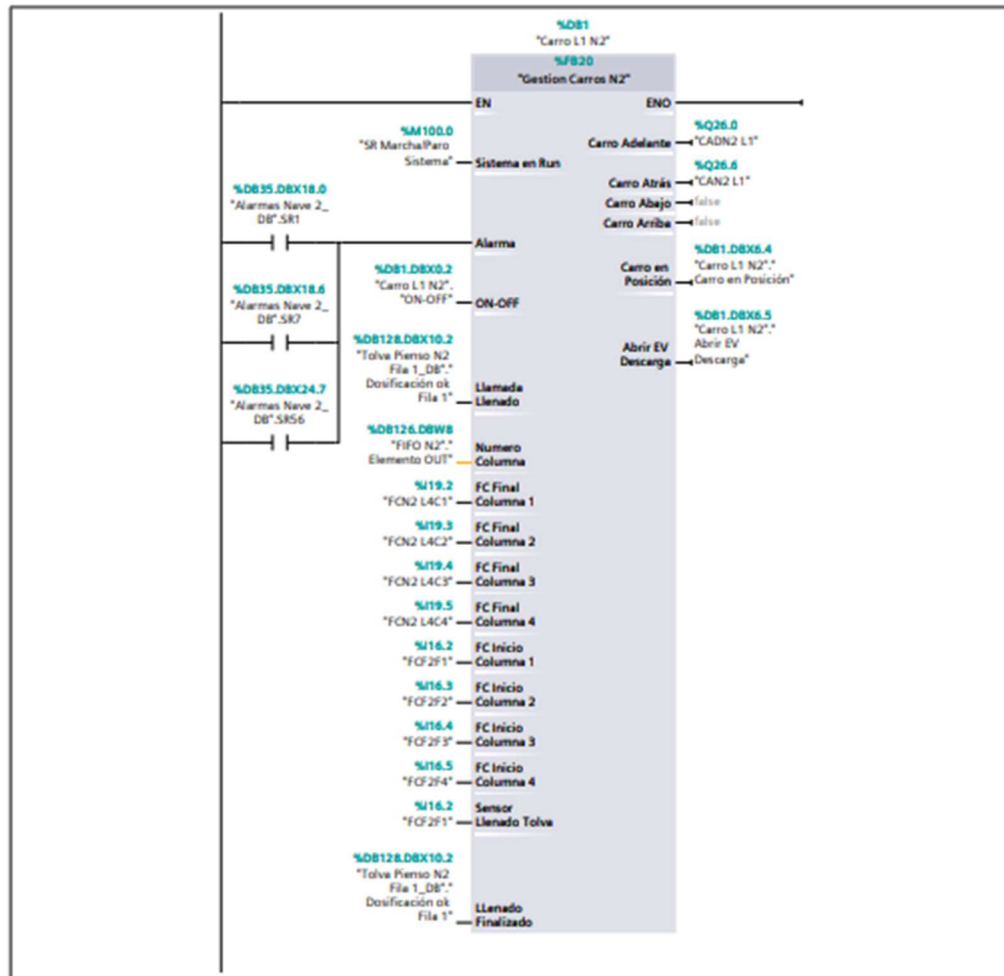 %DB1
"Carro L1 N2"
%FB20
"Gestion Carros N2"
EN
ENO
%M100.0
"SR Marcha/Paro
Sistema"
Sistema en Run
Carro Adelante
%Q26.0
"CADN2 L1"
Carro Atrás
%Q26.6
"CAN2 L1"
Carro Abajo
false
Carro Arriba
false
%DB35.DBX18.0
"Alarmas Nave 2_
DB".SR1
Alarma
%DB1.DBX0.2
"Carro L1 N2".
"ON-OFF"
ON-OFF
Carro en
Posición
%DB1.DBX6.4
"Carro L1 N2"."
Carro en Posición"
%DB35.DBX18.6
"Alarmas Nave 2_
DB".SR7
%DB128.DBX10.2
"Tolva Pienso N2
Fila 1_DB"."
Dosificación ok
Fila 1"
Llamada
Llenado
Abrir EV
Descarga
%DB1.DBX6.5
"Carro L1 N2"."
Abrir EV
Descarga"
%DB35.DBX24.7
"Alarmas Nave 2_
DB".SR56
%DB126.DBW8
"FIFO N2"."
Elemento OUT"
Numero
Columna
%I19.2
"FCN2 L4C1"
FC Final
Columna 1
%I19.3
"FCN2 L4C2"
FC Final
Columna 2
%I19.4
"FCN2 L4C3"
FC Final
Columna 3
%I19.5
"FCN2 L4C4"
FC Final
Columna 4
%I16.2
"FCF2F1"
FC Inicio
Columna 1
%I16.3
"FCF2F2"
FC Inicio
Columna 2
%I16.4
"FCF2F3"
FC Inicio
Columna 3
%I16.5
"FCF2F4"
FC Inicio
Columna 4
%I16.2
"FCF2F1"
Sensor
Llenado Tolva
%DB128.DBX10.2
"Tolva Pienso N2
Fila 1_DB"."
Dosificación ok
Fila 1"
LLenado
Finalizado